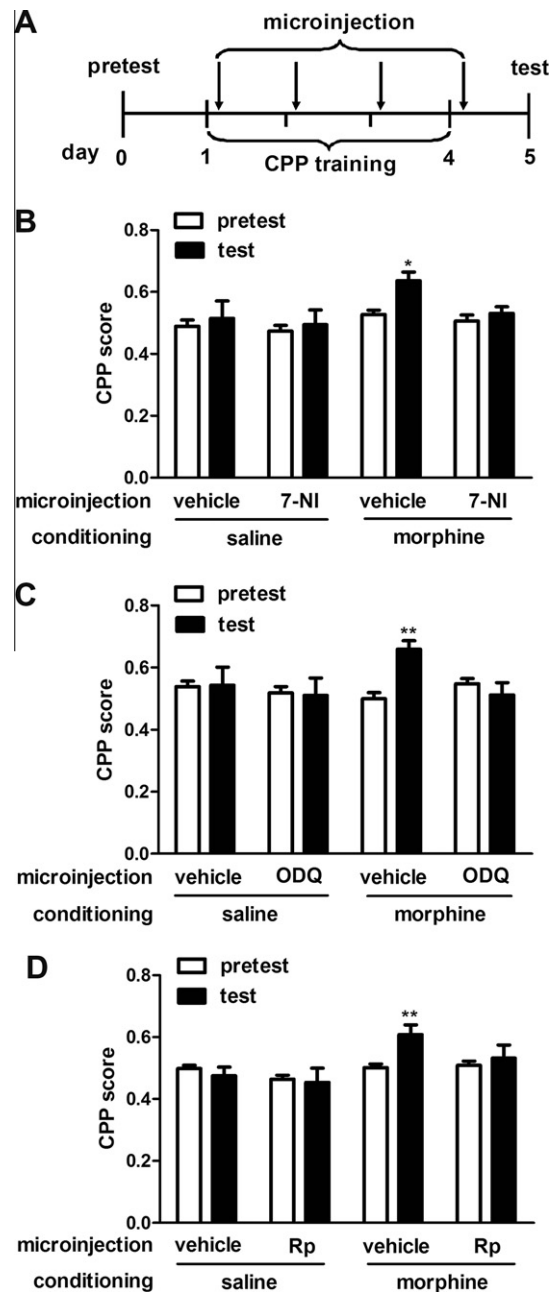 A
microinjection
pretest
test
day 0 1 4 5
CPP training
B
pretest
test
0.8
0.6
0.4
0.2
0.0
CPP score
*
microinjection vehicle 7-NI vehicle 7-NI
conditioning saline morphine
C
pretest
test
0.8
0.6
0.4
0.2
0.0
CPP score
**
microinjection vehicle ODQ vehicle ODQ
conditioning saline morphine
D
pretest
test
0.8
0.6
0.4
0.2
0.0
CPP score
**
microinjection vehicle Rp vehicle Rp
conditioning saline morphine